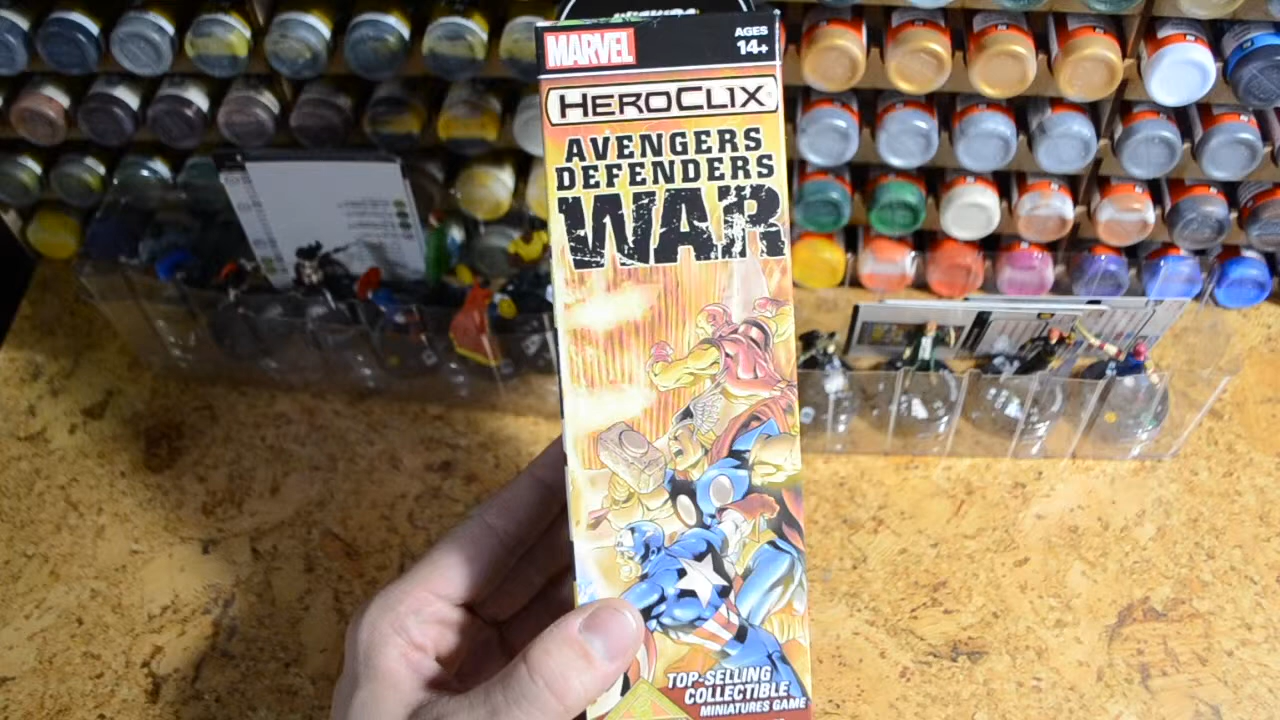 MARVEL
AGES
14+
HEROCLIX
AVENGERS
DEFENDERS
WAR
TOP-SELLING
COLLECTIBLE
MINIATURES GAME